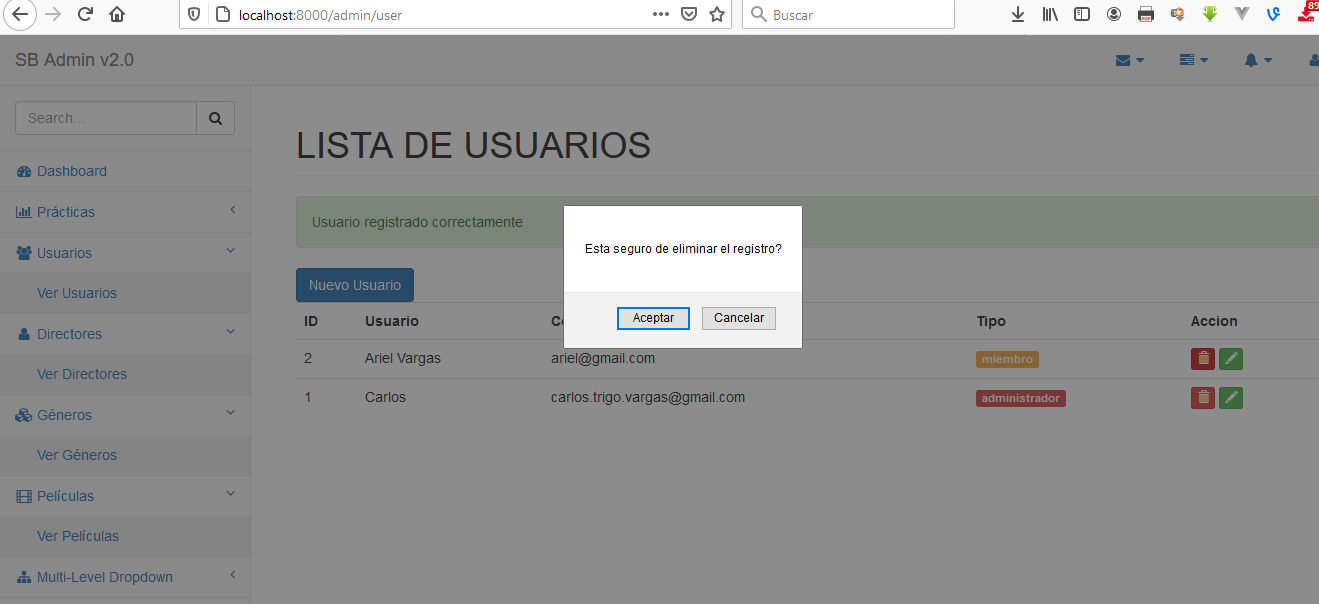 localhost:8000/admin/user
Buscar
89
SB Admin v2.0
Search...
Dashboard
Prácticas
Usuarios
Ver Usuarios
Directores
Ver Directores
Géneros
Ver Géneros
Películas
Ver Películas
Multi-Level Dropdown
LISTA DE USUARIOS
Usuario registrado correctamente
Esta seguro de eliminar el registro?
Aceptar Cancelar
Nuevo Usuario
ID Usuario Tipo Accion
2 Ariel Vargas ariel@gmail.com miembro
1 Carlos carlos.trigo.vargas@gmail.com administrador